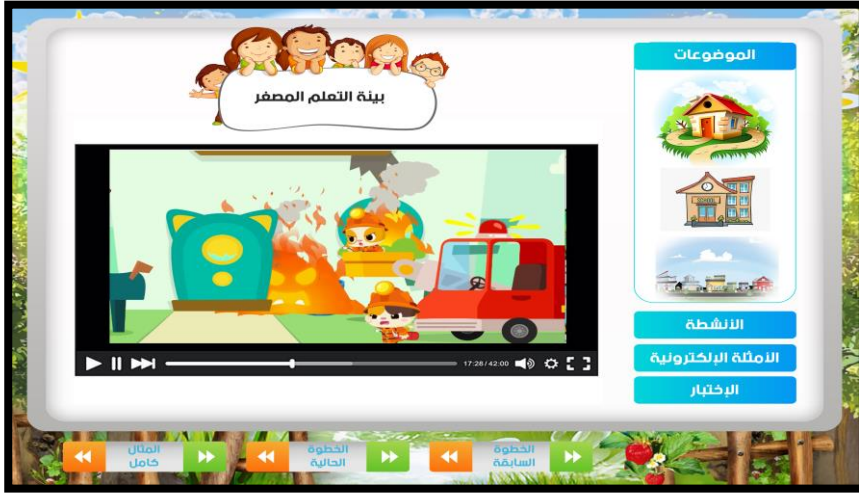 بيئة التعلم المصغر
الموضوعات
17:28/42:00
الأنشطة
الأمثلة الإلكترونية
الإختبار
الخطوة
السابقة
الخطوة
الحالية
المثال
كامل